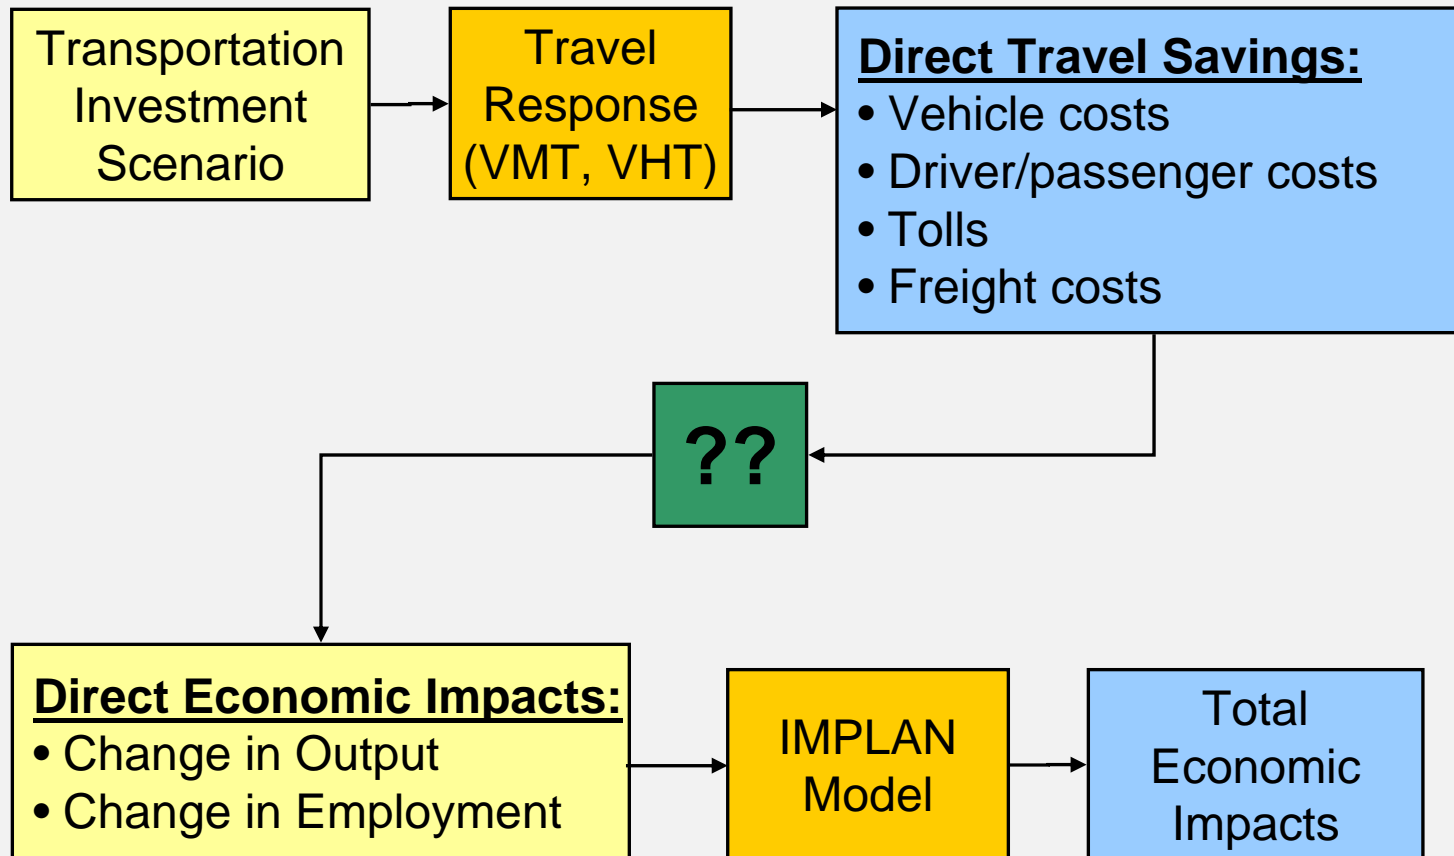 Transportation
Investment
Scenario
Travel
Response
(VMT, VHT)
Direct Travel Savings:
• Vehicle costs
• Driver/passenger costs
• Tolls
• Freight costs
??
Direct Economic Impacts:
• Change in Output
• Change in Employment
IMPLAN
Model
Total
Economic
Impacts